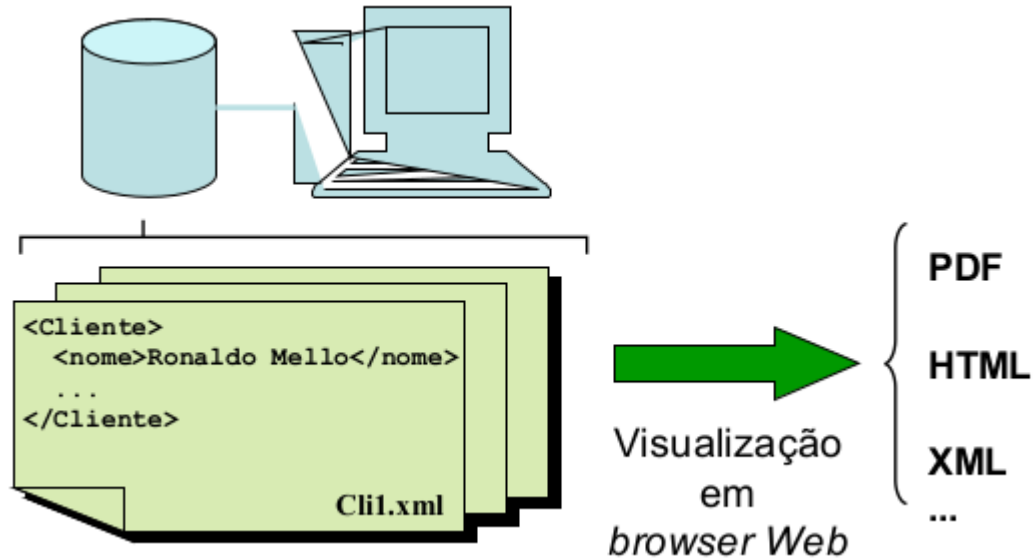 <Cliente>
<nome>Ronaldo Mello</nome>
...
</Cliente>
Cli1.xml
Visualização
em
browser Web
PDF
HTML
XML
...